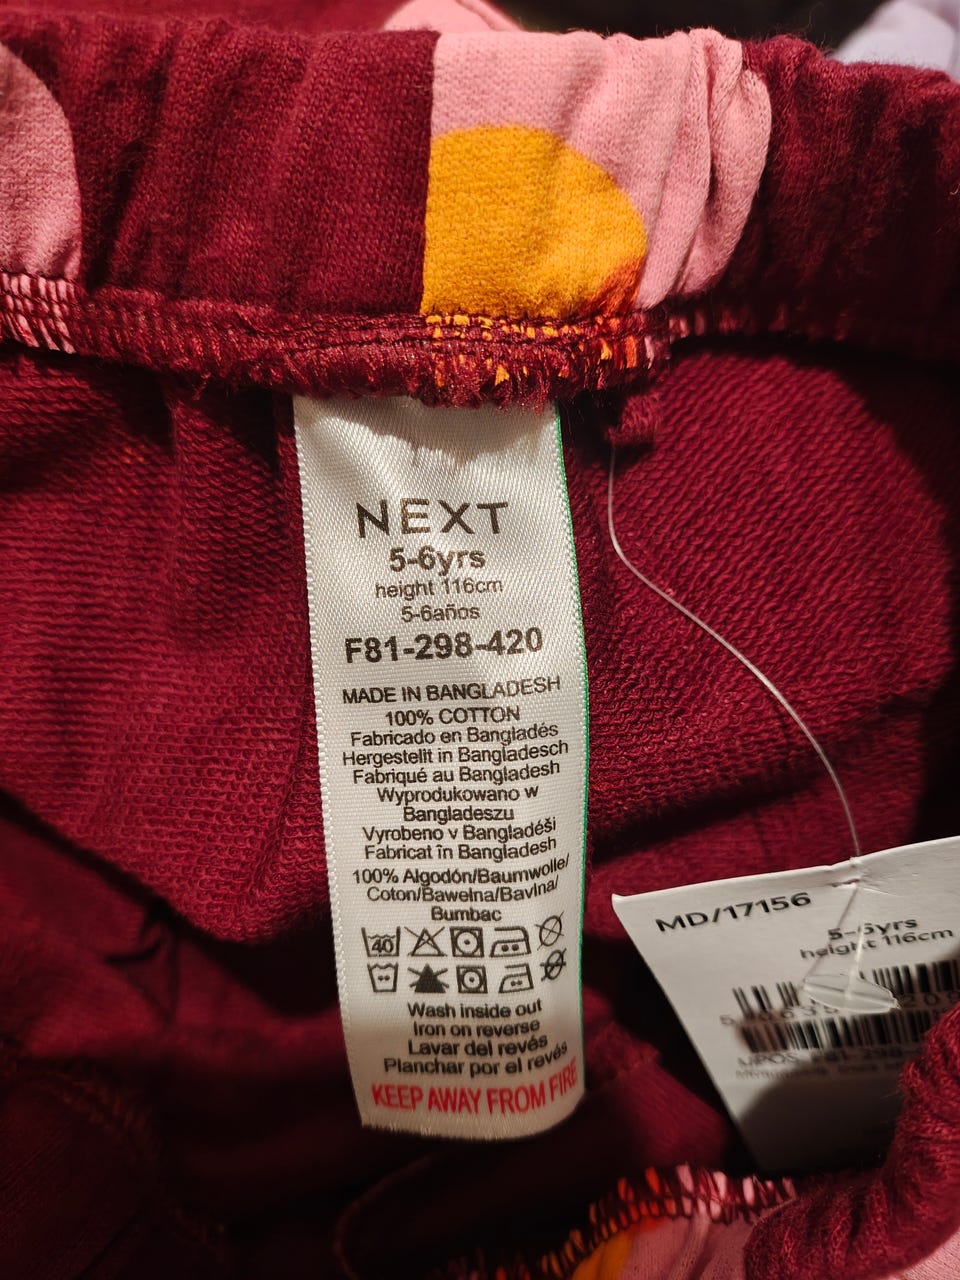 NEXT
5-6yrs
height 116cm
5-6años
F81-298-420
MADE IN BANGLADESH
100% COTTON
Fabricado en Bangladés
Hergestellt in Bangladesch
Fabriqué au Bangladesh
Wyprodukowano w
Bangladeszu
Vyrobeno v Bangladéši
Fabricat în Bangladesh
100% Algodón/Baumwolle/
Coton/Bawełna/Bavlna/
Bumbac
40
Wash inside out
Iron on reverse
Lavar del revés
Planchar por el revés
KEEP AWAY FROM FIRE
MD/17156
5-6yrs
height 116cm